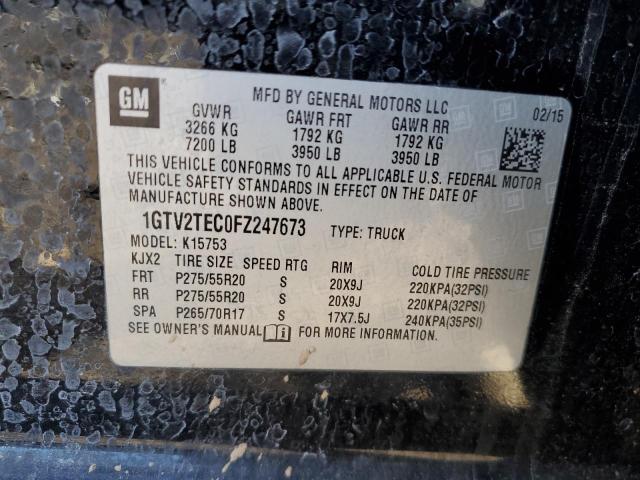 GM
MFD BY GENERAL MOTORS LLC
02/15
GVWR GAWR FRT GAWR RR
3266 KG 1792 KG 1792 KG
7200 LB 3950 LB 3950 LB
THIS VEHICLE CONFORMS TO ALL APPLICABLE U.S. FEDERAL MOTOR
VEHICLE SAFETY STANDARDS IN EFFECT ON THE DATE OF
MANUFACTURE SHOWN ABOVE.
1GTV2TEC0FZ247673 TYPE: TRUCK
MODEL: K15753
KJX2 TIRE SIZE SPEED RTG RIM COLD TIRE PRESSURE
FRT P275/55R20 S 20X9J 220KPA(32PSI)
RR P275/55R20 S 20X9J 220KPA(32PSI)
SPA P265/70R17 S 17X7.5J 240KPA(35PSI)
SEE OWNER'S MANUAL FOR MORE INFORMATION.